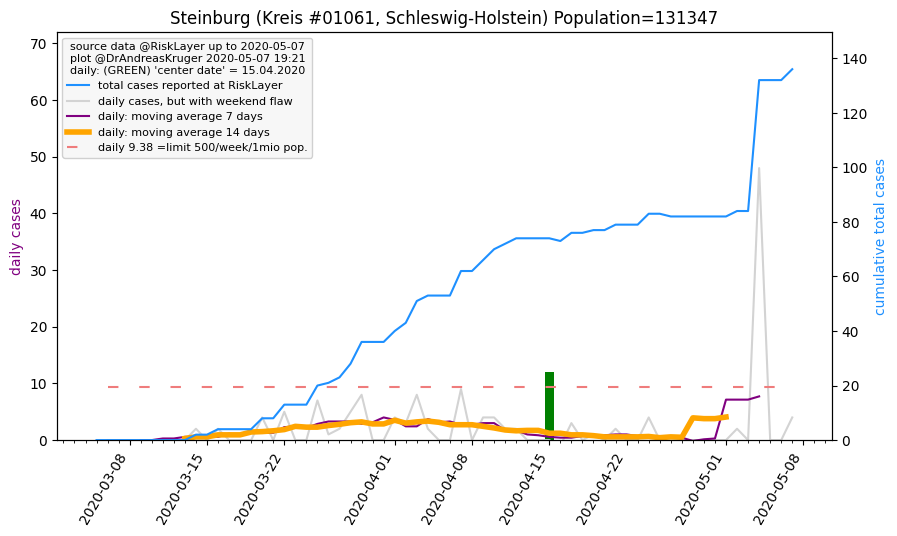 Steinburg (Kreis #01061, Schleswig-Holstein) Population=131347
source data @RiskLayer up to 2020-05-07
plot @DrAndreasKruger 2020-05-07 19:21
daily: (GREEN) 'center date' = 15.04.2020
total cases reported at RiskLayer
daily cases, but with weekend flaw
daily: moving average 7 days
daily: moving average 14 days
daily 9.38 =limit 500/week/1mio pop.
daily cases
70
60
50
40
30
20
10
0
cumulative total cases
140
120
100
80
60
40
20
0
2020-03-08
2020-03-15
2020-03-22
2020-04-01
2020-04-08
2020-04-15
2020-04-22
2020-05-01
2020-05-08